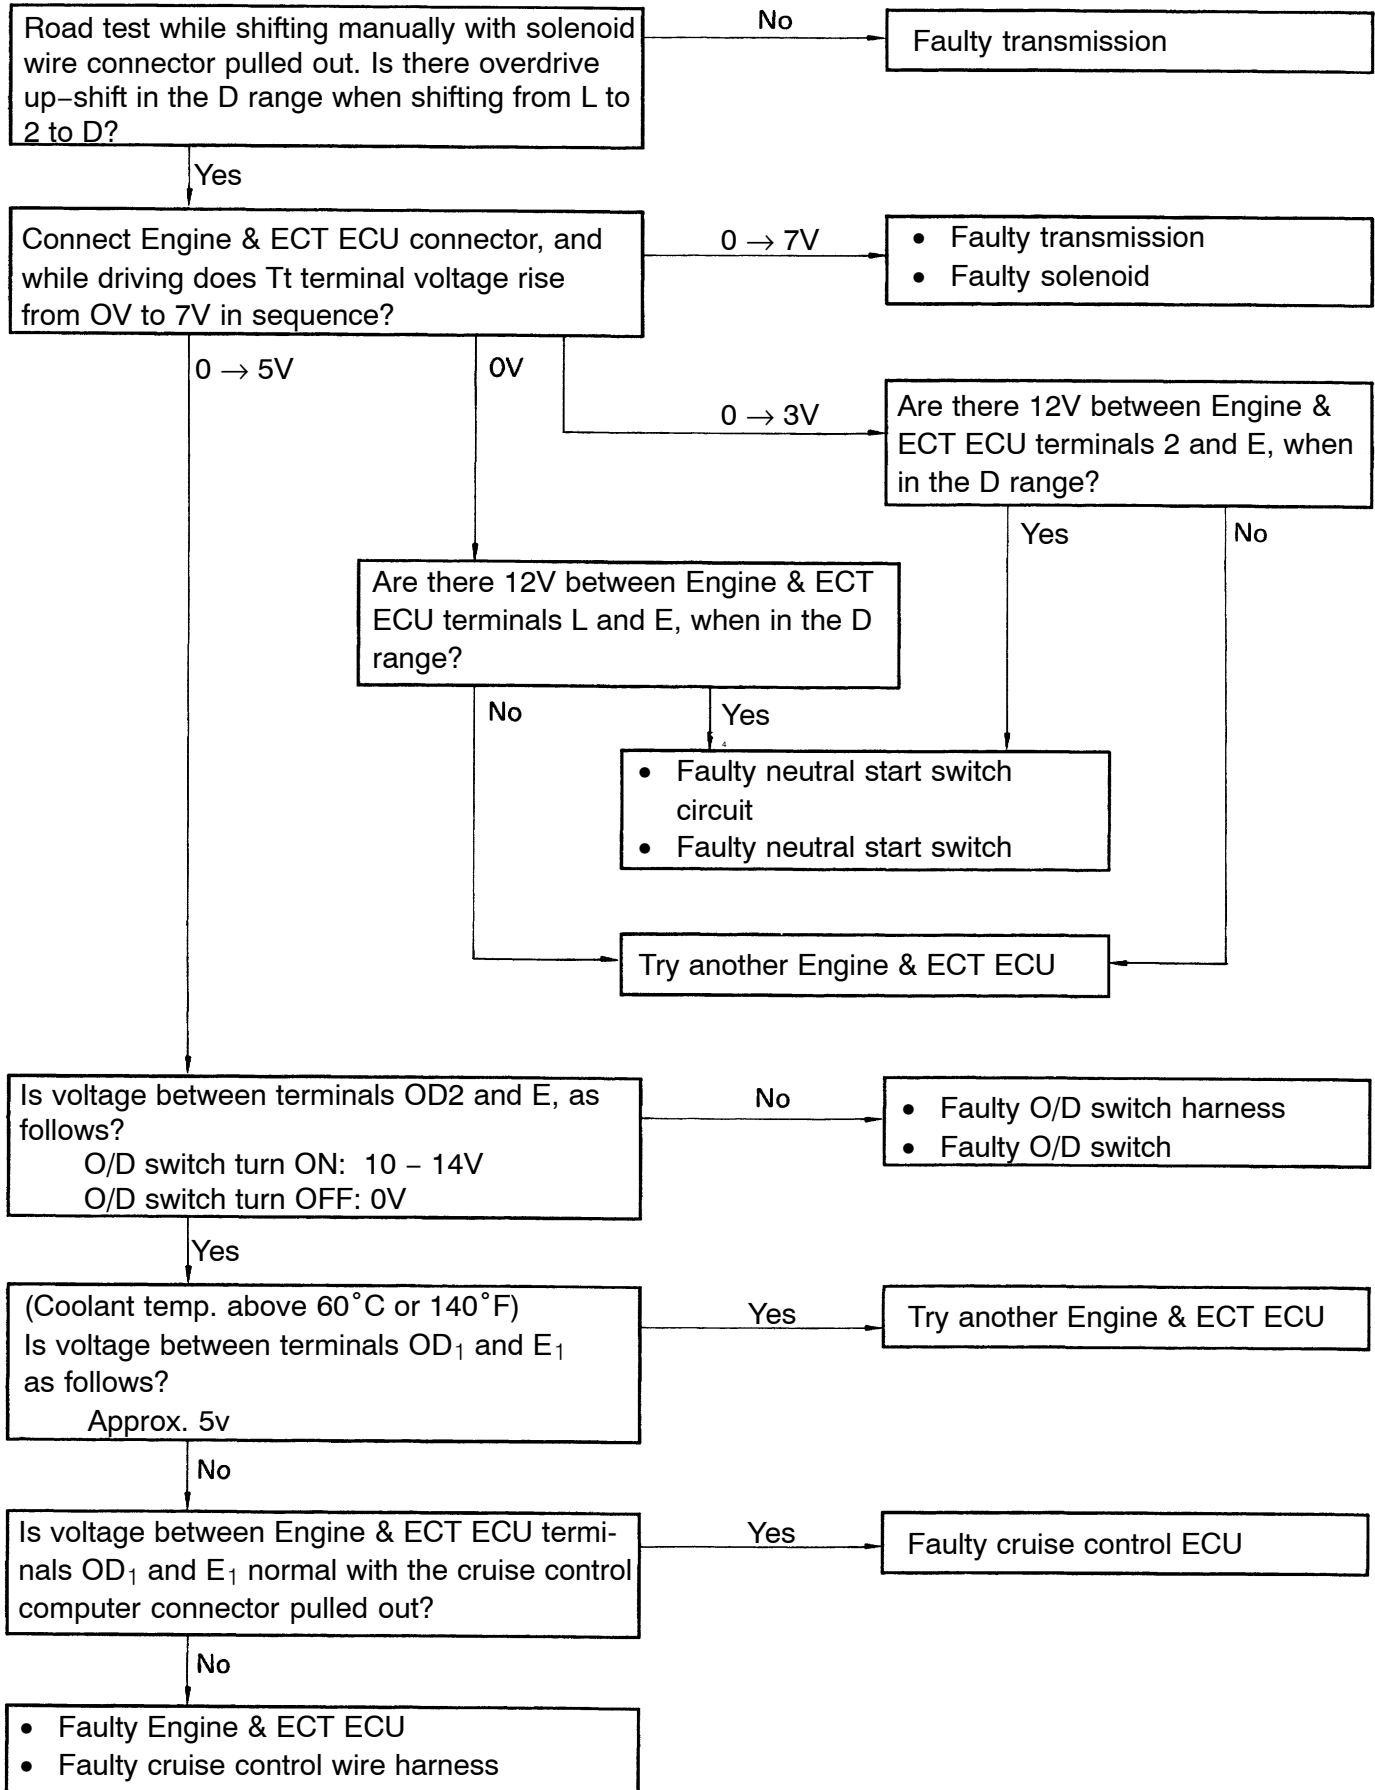 Road test while shifting manually with solenoid
wire connector pulled out. Is there overdrive
up–shift in the D range when shifting from L to
2 to D?
No
Faulty transmission
Yes
Connect Engine & ECT ECU connector, and
while driving does Tt terminal voltage rise
from OV to 7V in sequence?
0 → 7V
• Faulty transmission
• Faulty solenoid
0 → 5V
0V
0 → 3V
Are there 12V between Engine &
ECT ECU terminals 2 and E, when
in the D range?
Yes
No
Are there 12V between Engine & ECT
ECU terminals L and E, when in the D
range?
No
Yes
4
• Faulty neutral start switch
circuit
• Faulty neutral start switch
Try another Engine & ECT ECU
Is voltage between terminals OD2 and E, as
follows?
O/D switch turn ON: 10 – 14V
O/D switch turn OFF: 0V
No
• Faulty O/D switch harness
• Faulty O/D switch
Yes
(Coolant temp. above 60°C or 140°F)
Is voltage between terminals OD₁ and E₁
as follows?
Approx. 5v
Yes
Try another Engine & ECT ECU
No
Is voltage between Engine & ECT ECU termi-
nals OD₁ and E₁ normal with the cruise control
computer connector pulled out?
Yes
Faulty cruise control ECU
No
• Faulty Engine & ECT ECU
• Faulty cruise control wire harness